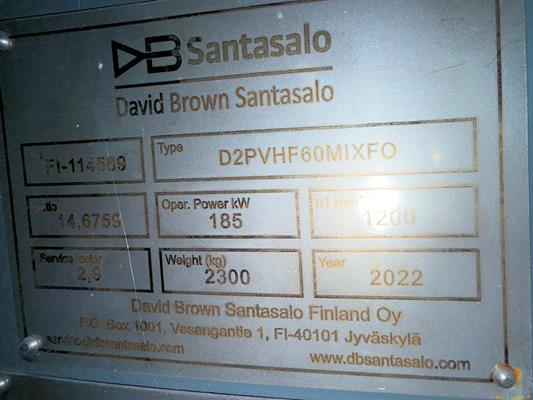 DB Santasalo
David Brown Santasalo
FI-114569
Type D2PVHF60MIXFO
14,6759
Oper. Power kW 185
1200
Service factor 2,9
Weight (kg) 2300
Year 2022
David Brown Santasalo Finland Oy
P.O. Box 1001, Vesangantie 1, FI-40101 Jyväskylä
www.dbsantasalo.com